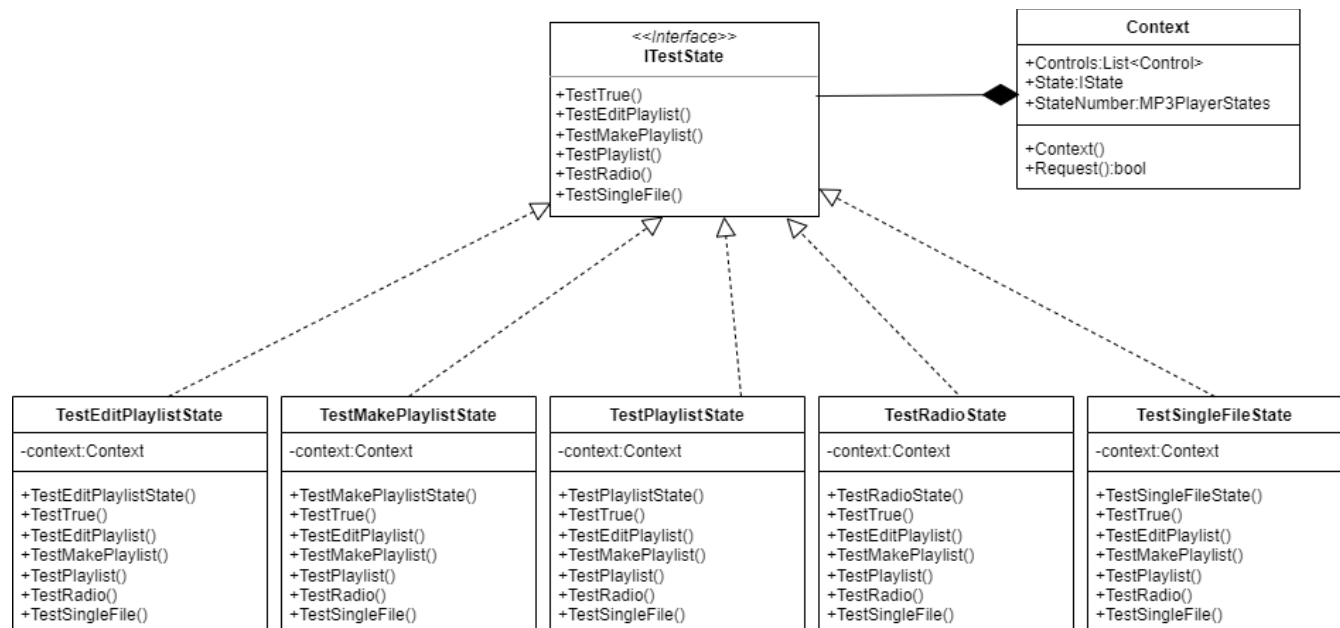 <<Interface>>
ITestState
+TestTrue()
+TestEditPlaylist()
+TestMakePlaylist()
+TestPlaylist()
+TestRadio()
+TestSingleFile()
Context
+Controls:List<Control>
+State:IState
+StateNumber:MP3PlayerStates
+Context()
+Request():bool
TestEditPlaylistState
-context:Context
+TestEditPlaylistState()
+TestTrue()
+TestEditPlaylist()
+TestMakePlaylist()
+TestPlaylist()
+TestRadio()
+TestSingleFile()
TestMakePlaylistState
-context:Context
+TestMakePlaylistState()
+TestTrue()
+TestEditPlaylist()
+TestMakePlaylist()
+TestPlaylist()
+TestRadio()
+TestSingleFile()
TestPlaylistState
-context:Context
+TestPlaylistState()
+TestTrue()
+TestEditPlaylist()
+TestMakePlaylist()
+TestPlaylist()
+TestRadio()
+TestSingleFile()
TestRadioState
-context:Context
+TestRadioState()
+TestTrue()
+TestEditPlaylist()
+TestMakePlaylist()
+TestPlaylist()
+TestRadio()
+TestSingleFile()
TestSingleFileState
-context:Context
+TestSingleFileState()
+TestTrue()
+TestEditPlaylist()
+TestMakePlaylist()
+TestPlaylist()
+TestRadio()
+TestSingleFile()